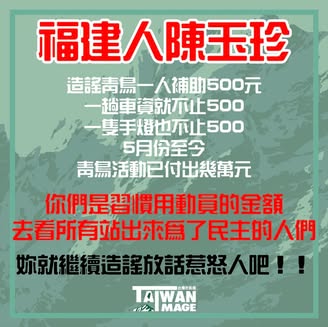 福建人陳玉珍
造謠青鳥一人補助500元
一趟車資就不止500
一隻手燈也不止500
5月份至今
青鳥活動已付出幾萬元
你們是習慣用動員的金額
去看所有站出來為了民主的人們
妳就繼續造謠放話惹怒人吧！！
TAIWAN
IMAGE